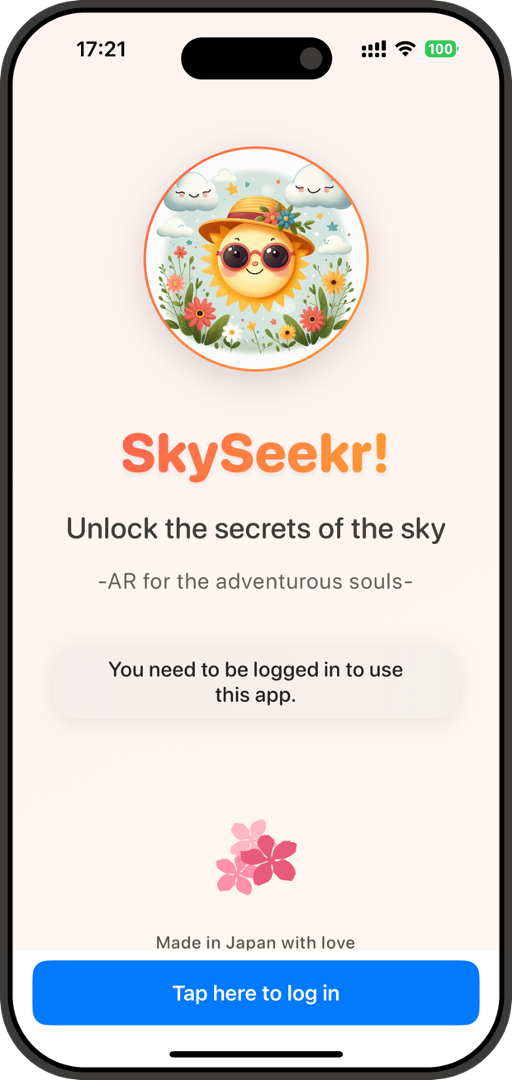 17:21
100
SkySeekr!
Unlock the secrets of the sky
-AR for the adventurous souls-
You need to be logged in to use
this app.
Made in Japan with love
Tap here to log in